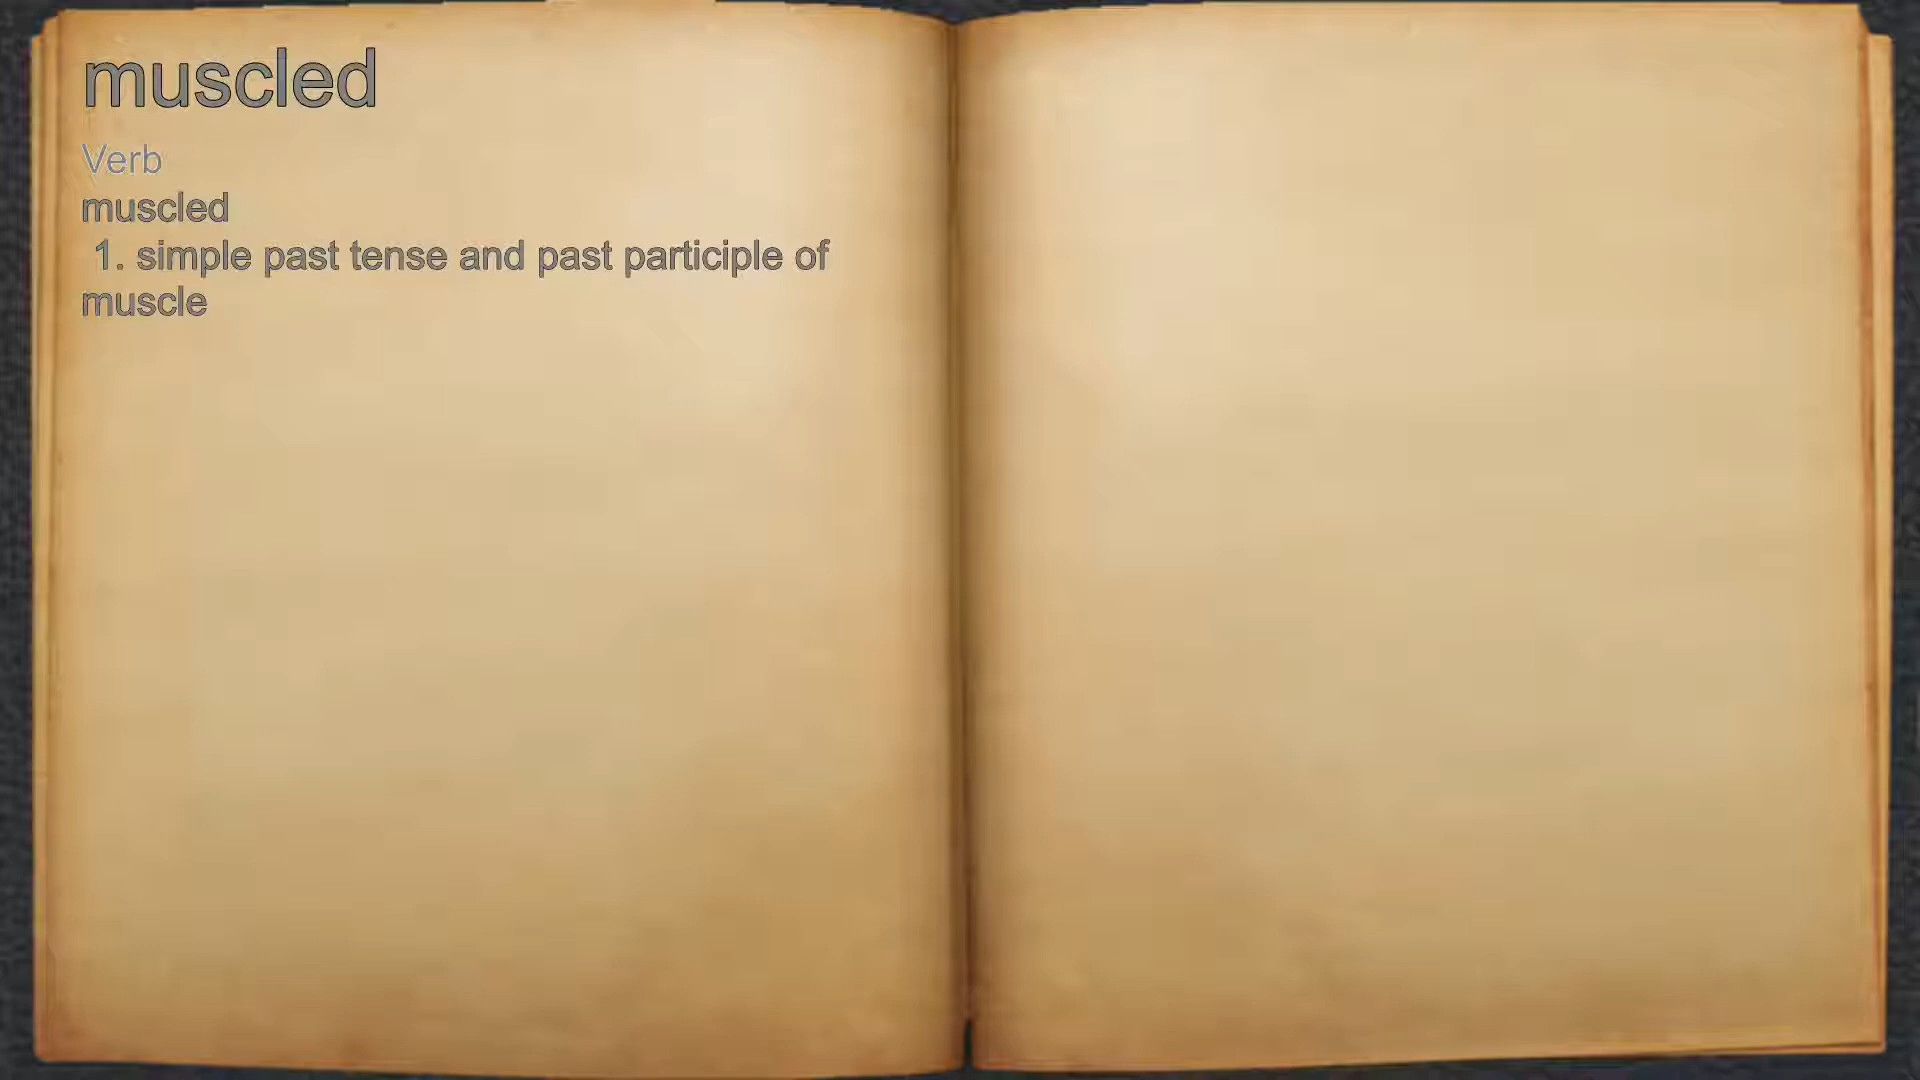 muscled
Verb
muscled
1. simple past tense and past participle of
muscle